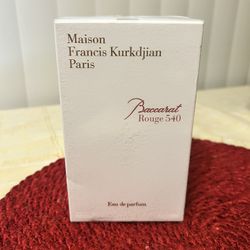 Maison
Francis Kurkdjian
Paris
Baccarat
Rouge 540
Eau de parfum